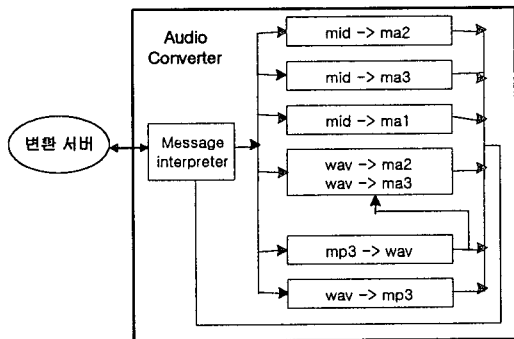 Audio
Converter
변환 서버
Message
interpreter
mid -> ma2
mid -> ma3
mid -> ma1
wav -> ma2
wav -> ma3
mp3 -> wav
wav -> mp3